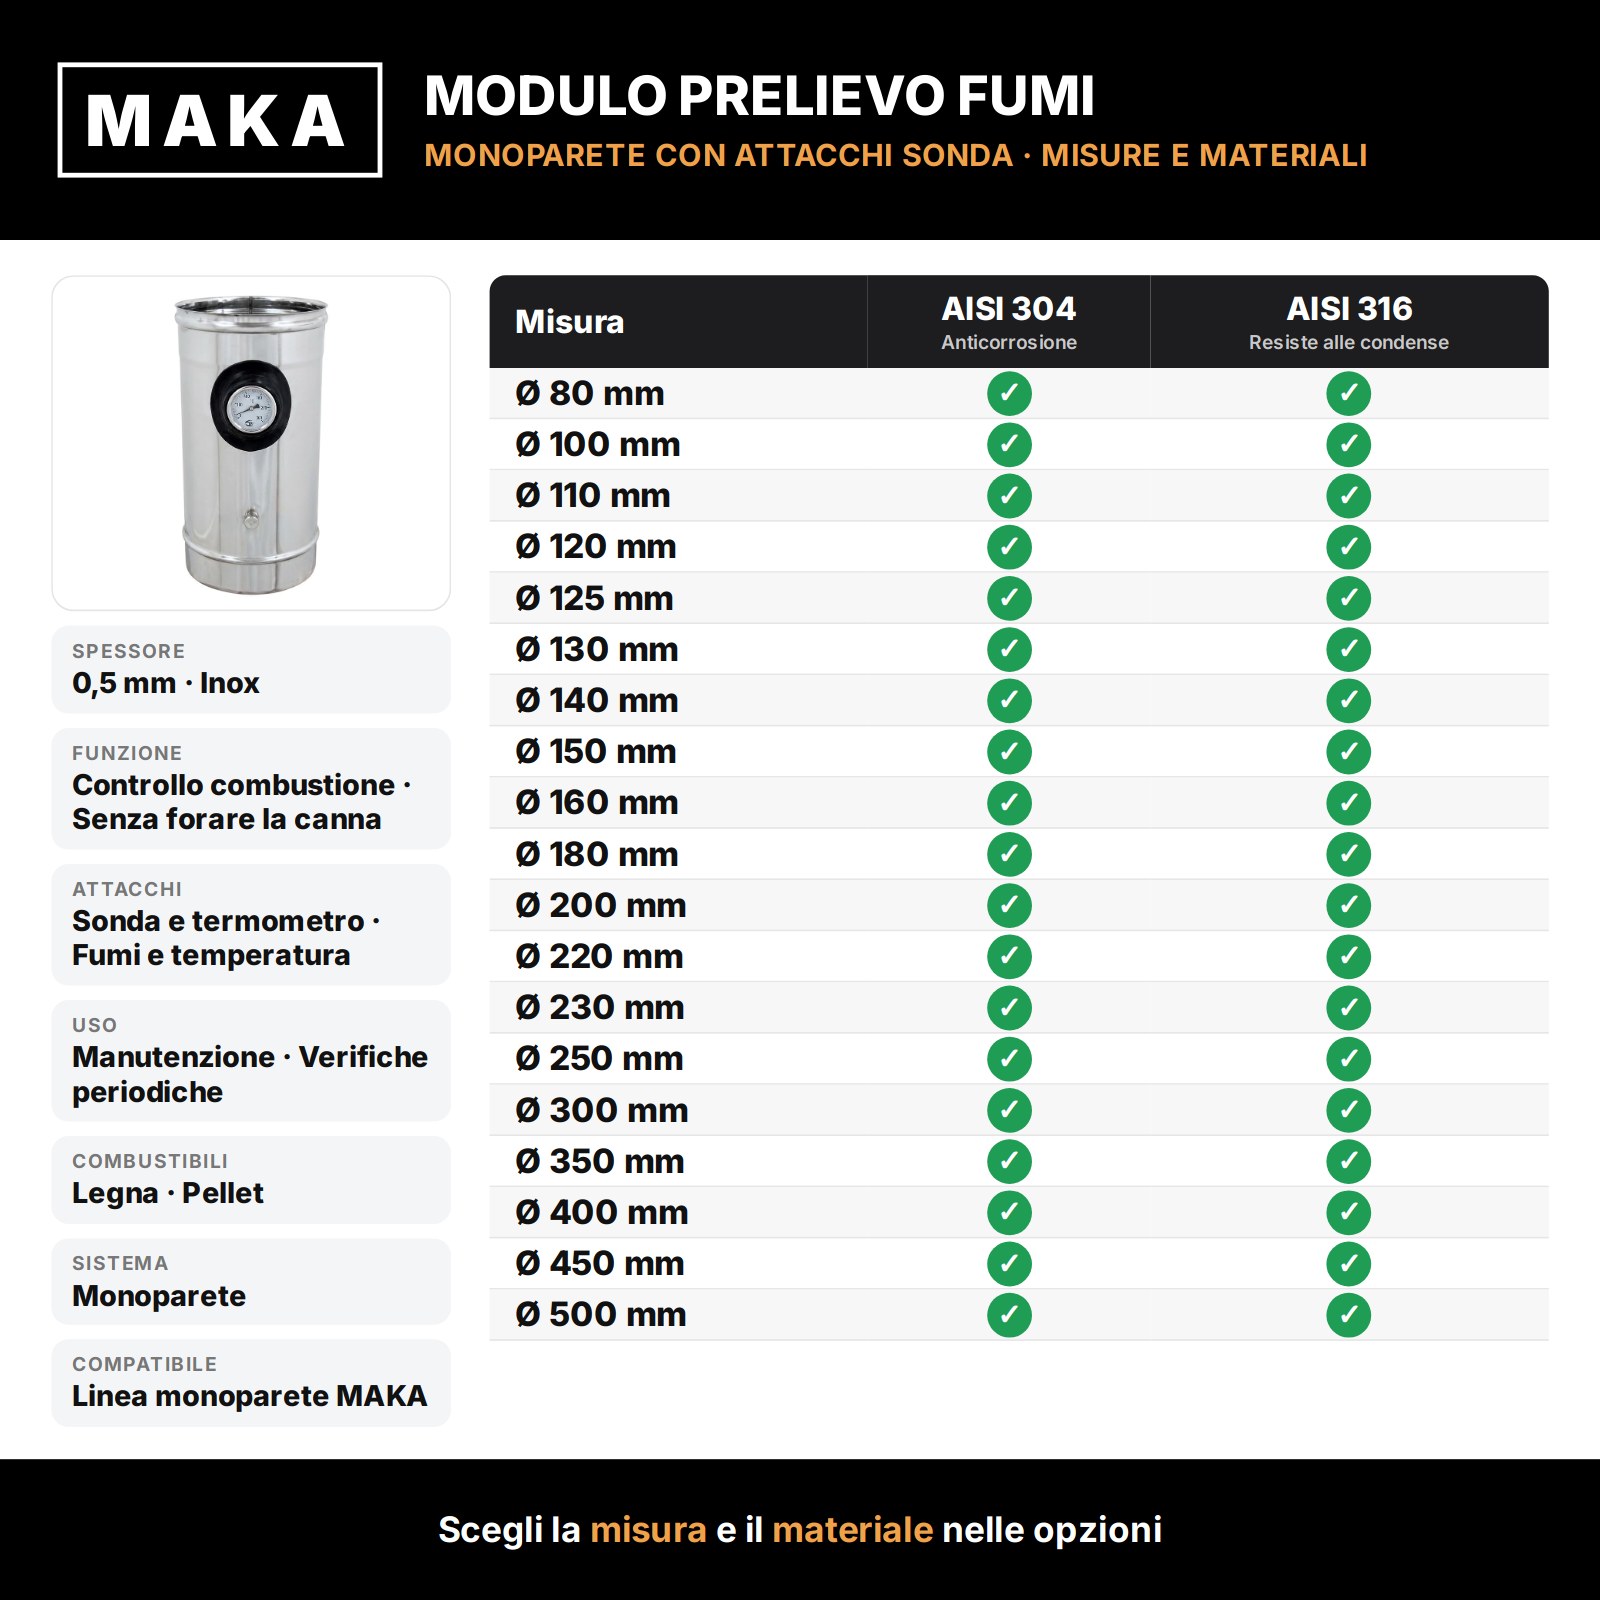 MAKA
MODULO PRELIEVO FUMI
MONOPARETE CON ATTACCHI SONDA · MISURE E MATERIALI
SPESSORE
0,5 mm · Inox
FUNZIONE
Controllo combustione ·
Senza forare la canna
ATTACCHI
Sonda e termometro ·
Fumi e temperatura
USO
Manutenzione · Verifiche
periodiche
COMBUSTIBILI
Legna · Pellet
SISTEMA
Monoparete
COMPATIBILE
Linea monoparete MAKA
Misura AISI 304 AISI 316
Anticorrosione Resiste alle condense
Ø 80 mm ✓ ✓
Ø 100 mm ✓ ✓
Ø 110 mm ✓ ✓
Ø 120 mm ✓ ✓
Ø 125 mm ✓ ✓
Ø 130 mm ✓ ✓
Ø 140 mm ✓ ✓
Ø 150 mm ✓ ✓
Ø 160 mm ✓ ✓
Ø 180 mm ✓ ✓
Ø 200 mm ✓ ✓
Ø 220 mm ✓ ✓
Ø 230 mm ✓ ✓
Ø 250 mm ✓ ✓
Ø 300 mm ✓ ✓
Ø 350 mm ✓ ✓
Ø 400 mm ✓ ✓
Ø 450 mm ✓ ✓
Ø 500 mm ✓ ✓
Scegli la misura e il materiale nelle opzioni